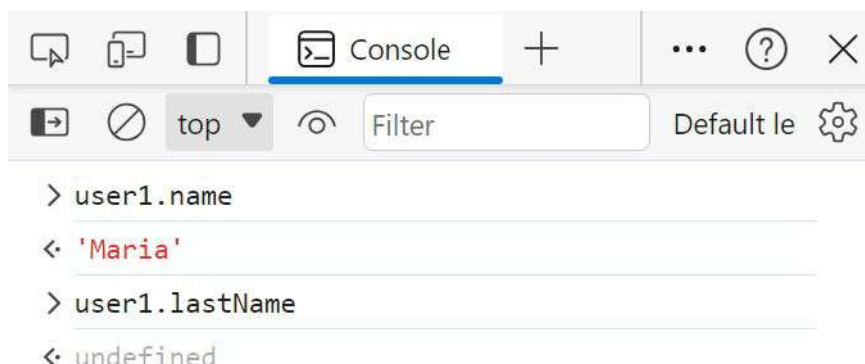 Console
top Filter Default le
> user1.name
'Maria'
> user1.lastName
undefined